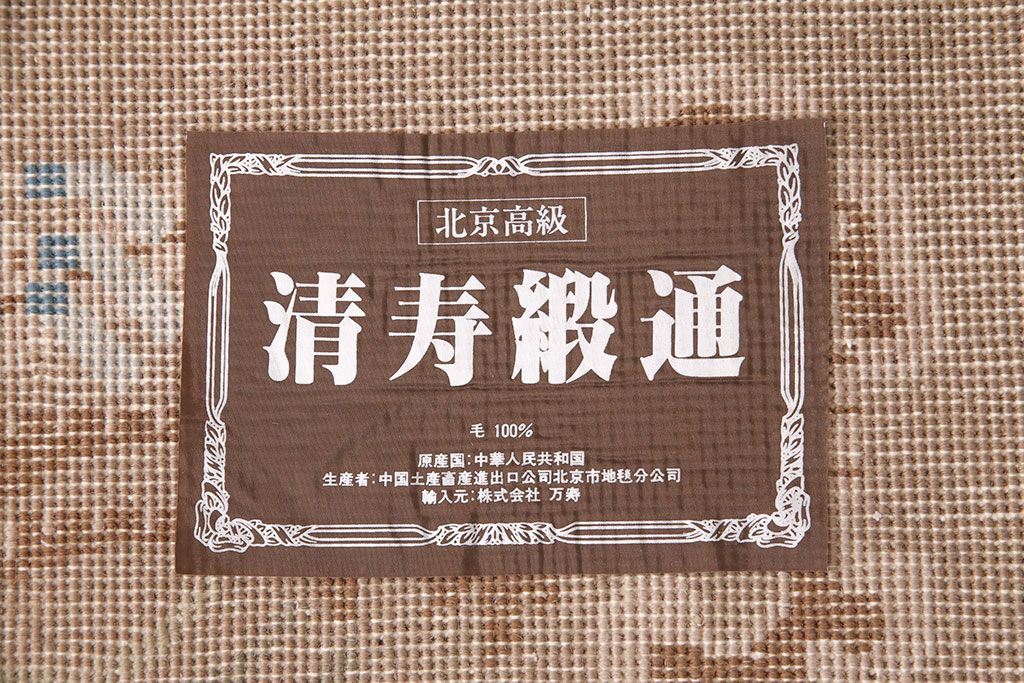 北京高級
清寿緞通
毛 100%
原産国:中華人民共和国
生産者:中国土産畜産進出口公司北京市地毯分公司
輸入元:株式会社 万寿